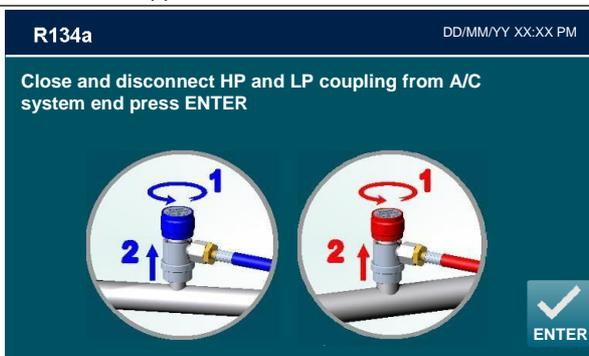 R134a
DD/MM/YY XX:XX PM
Close and disconnect HP and LP coupling from A/C
system end press ENTER
1
2
1
2
ENTER